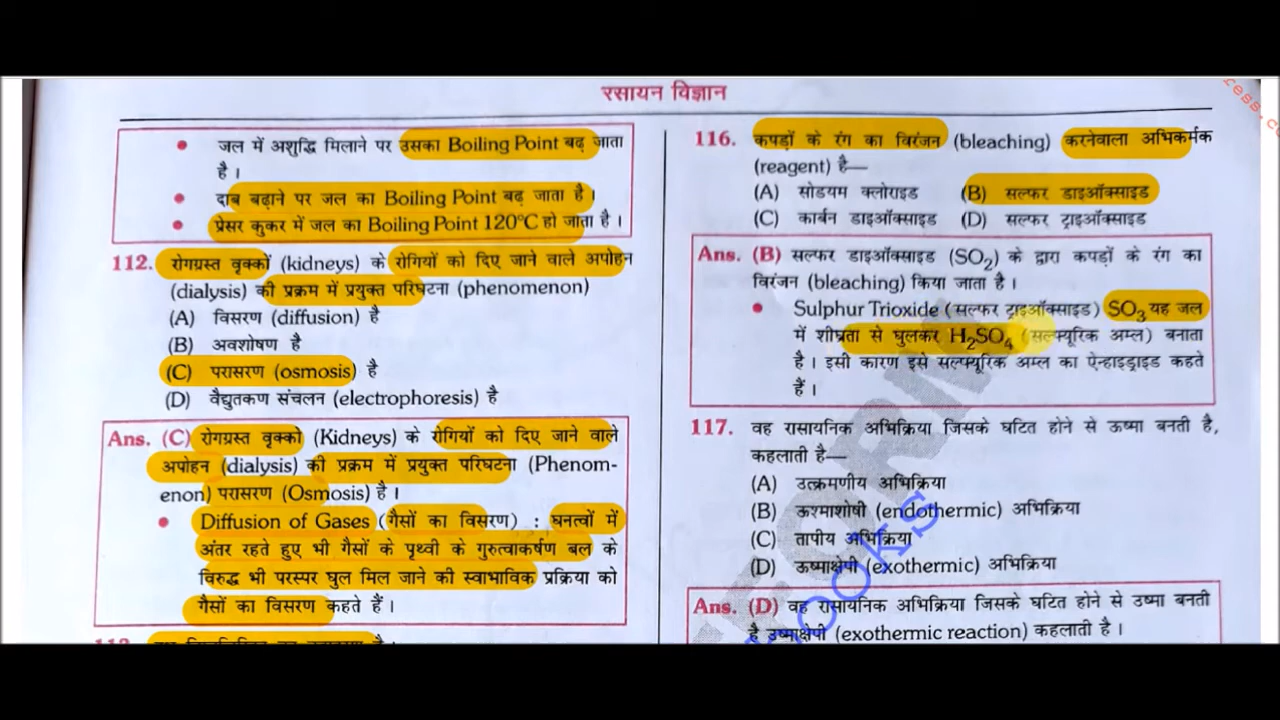 रसायन विज्ञान
• जल में अशुद्धि मिलाने पर उसका Boiling Point बढ़ जाता
है।
• दाब बढ़ाने पर जल का Boiling Point बढ़ जाता है।
• प्रेसर कुकर में जल का Boiling Point 120°C हो जाता है।
112. रोगग्रस्त वृक्कों (kidneys) के रोगियों को दिए जाने वाले अपोहन
(dialysis) की प्रक्रम में प्रयुक्त परिघटना (phenomenon)
(A) विसरण (diffusion) है
(B) अवशोषण है
(C) परासरण (osmosis) है
(D) वैद्युतकण संचलन (electrophoresis) है
Ans. (C) रोगग्रस्त वृक्कों (Kidneys) के रोगियों को दिए जाने वाले
अपोहन (dialysis) की प्रक्रम में प्रयुक्त परिघटना (Phenom-
enon) परासरण (Osmosis) है।
• Diffusion of Gases (गैसों का विसरण) : घनत्वों में
अंतर रहते हुए भी गैसों के पृथ्वी के गुरुत्वाकर्षण बल के
विरुद्ध भी परस्पर घुल मिल जाने की स्वाभाविक प्रक्रिया को
गैसों का विसरण कहते हैं।
116. कपड़ों के रंग का विरंजन (bleaching) करनेवाला अभिकर्मक
(reagent) है—
(A) सोडयम क्लोराइड (B) सल्फर डाइऑक्साइड
(C) कार्बन डाइऑक्साइड (D) सल्फर ट्राइऑक्साइड
Ans. (B) सल्फर डाइऑक्साइड (SO₂) के द्वारा कपड़ों के रंग का
विरंजन (bleaching) किया जाता है।
• Sulphur Trioxide (सल्फर ट्राइऑक्साइड) SO₃ यह जल
में शीघ्रता से घुलकर H₂SO₄ (सल्फ्यूरिक अम्ल) बनाता
है। इसी कारण इसे सल्फ्यूरिक अम्ल का ऐन्हाइड्राइड कहते
हैं।
117. वह रासायनिक अभिक्रिया जिसके घटित होने से ऊष्मा बनती है,
कहलाती है—
(A) उत्क्रमणीय अभिक्रिया
(B) ऊश्माशोषी (endothermic) अभिक्रिया
(C) तापीय अभिक्रिया
(D) ऊष्माक्षेपी (exothermic) अभिक्रिया
Ans. (D) वह रासायनिक अभिक्रिया जिसके घटित होने से उष्मा बनती
है उष्माक्षेपी (exothermic reaction) कहलाती है।